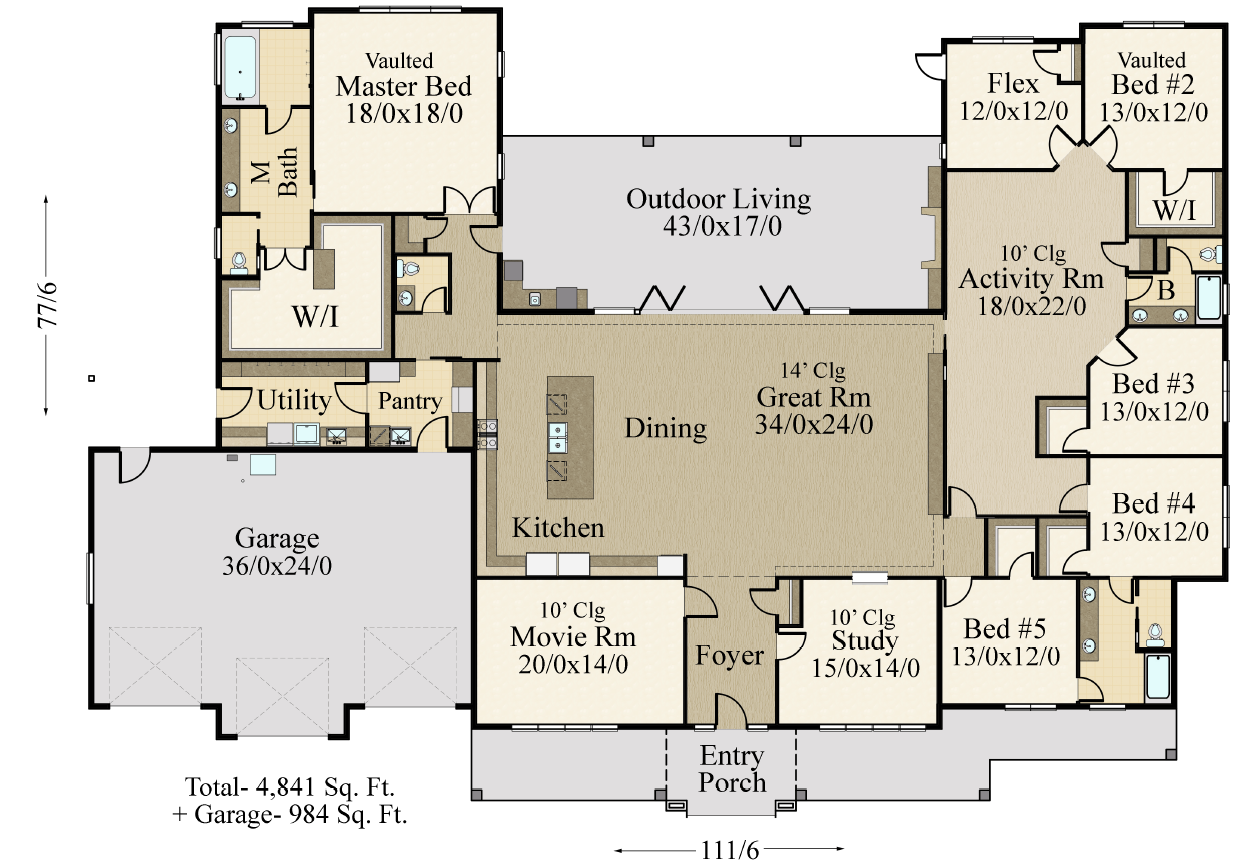 Vaulted
Master Bed
18/0x18/0
M
Bath
W/I
Utility
Pantry
Outdoor Living
43/0x17/0
Flex
12/0x12/0
Vaulted
Bed #2
13/0x12/0
W/I
10’ Clg
Activity Rm
18/0x22/0
B
Bed #3
13/0x12/0
14’ Clg
Great Rm
34/0x24/0
Dining
Kitchen
Bed #4
13/0x12/0
Garage
36/0x24/0
10’ Clg
Movie Rm
20/0x14/0
Foyer
10’ Clg
Study
15/0x14/0
Bed #5
13/0x12/0
Entry
Porch
77/6
Total- 4,841 Sq. Ft.
+ Garage- 984 Sq. Ft.
111/6